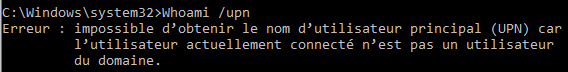 C:\Windows\system32>Whoami /upn
Erreur : impossible d’obtenir le nom d’utilisateur principal (UPN) car
l’utilisateur actuellement connecté n’est pas un utilisateur
du domaine.